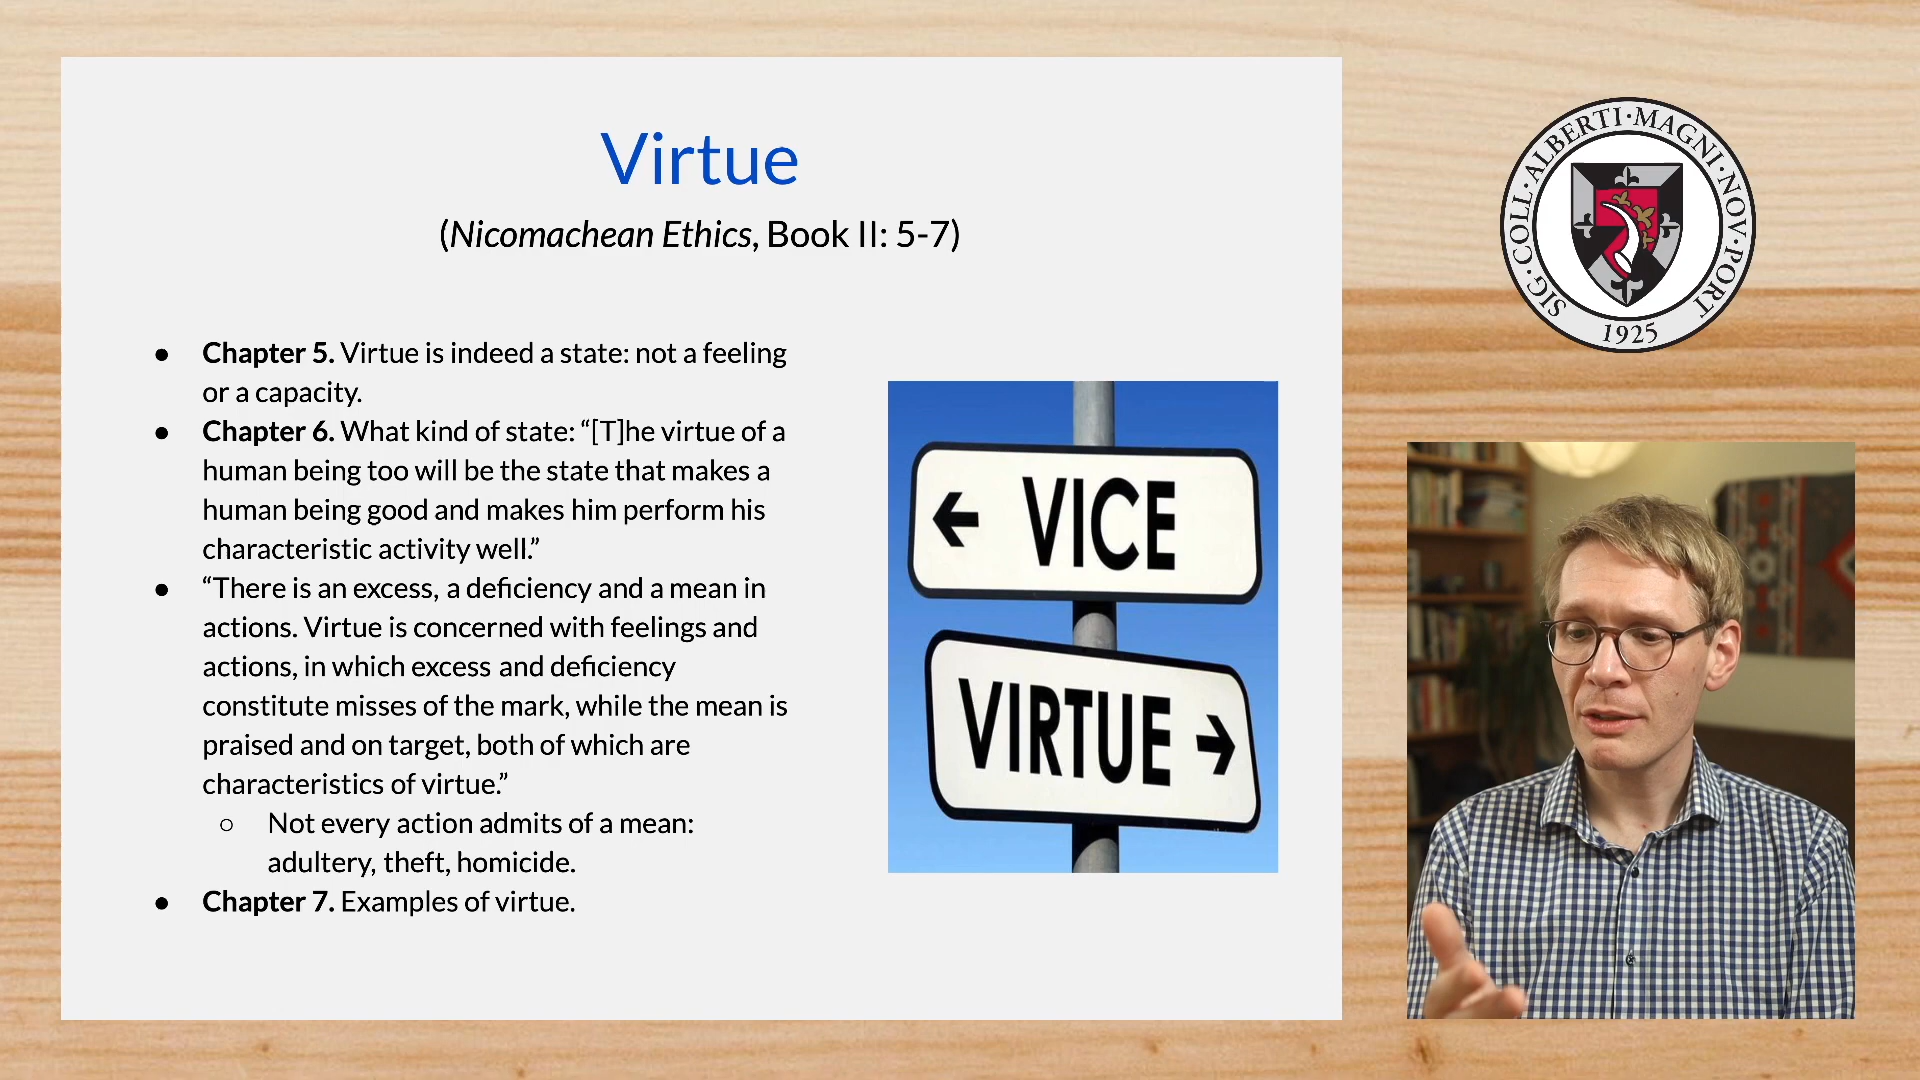 Virtue
(Nicomachean Ethics, Book II: 5-7)
● Chapter 5. Virtue is indeed a state: not a feeling
or a capacity.
● Chapter 6. What kind of state: “[T]he virtue of a
human being too will be the state that makes a
human being good and makes him perform his
characteristic activity well.”
● “There is an excess, a deficiency and a mean in
actions. Virtue is concerned with feelings and
actions, in which excess and deficiency
constitute misses of the mark, while the mean is
praised and on target, both of which are
characteristics of virtue.”
○ Not every action admits of a mean:
adultery, theft, homicide.
● Chapter 7. Examples of virtue.
← VICE
VIRTUE →
SIG·COLL·ALBERTI·MAGNI·NOV·PORT
1925